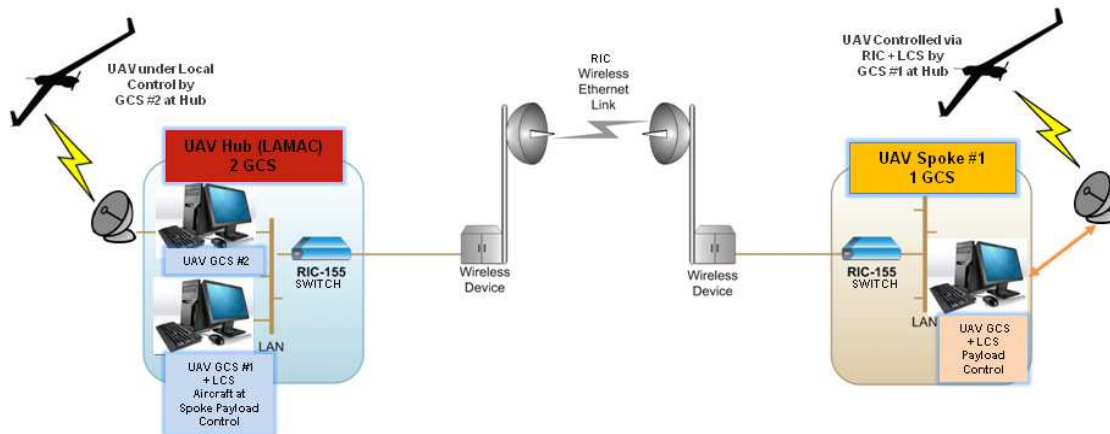 UAV under Local
Control by
GCS #2 at Hub
UAV Hub (LAMAC)
2 GCS
UAV GCS #2
UAV GCS #1
+ LCS
Aircraft at
Spoke Payload
Control
LAN
RIC-155
SWITCH
Wireless
Device
RIC
Wireless
Ethernet
Link
Wireless
Device
UAV Controlled via
RIC + LCS by
GCS #1 at Hub
UAV Spoke #1
1 GCS
RIC-155
SWITCH
LAN
UAV GCS
+ LCS
Payload
Control